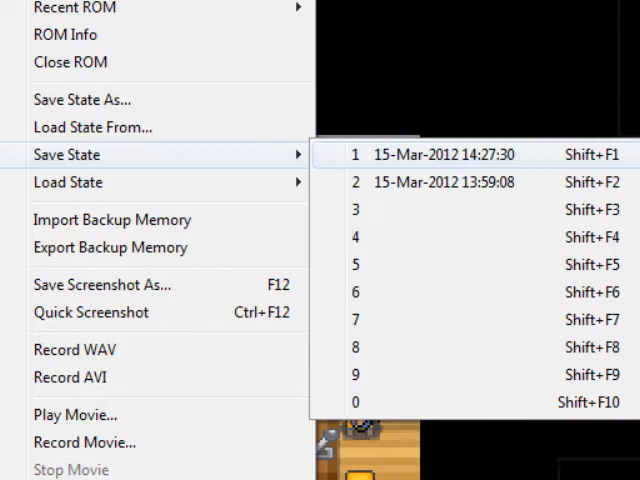 Recent ROM
ROM Info
Close ROM
Save State As...
Load State From...
Save State
Load State
Import Backup Memory
Export Backup Memory
Save Screenshot As... F12
Quick Screenshot Ctrl+F12
Record WAV
Record AVI
Play Movie...
Record Movie...
Stop Movie
1 15-Mar-2012 14:27:30 Shift+F1
2 15-Mar-2012 13:59:08 Shift+F2
3 Shift+F3
4 Shift+F4
5 Shift+F5
6 Shift+F6
7 Shift+F7
8 Shift+F8
9 Shift+F9
0 Shift+F10